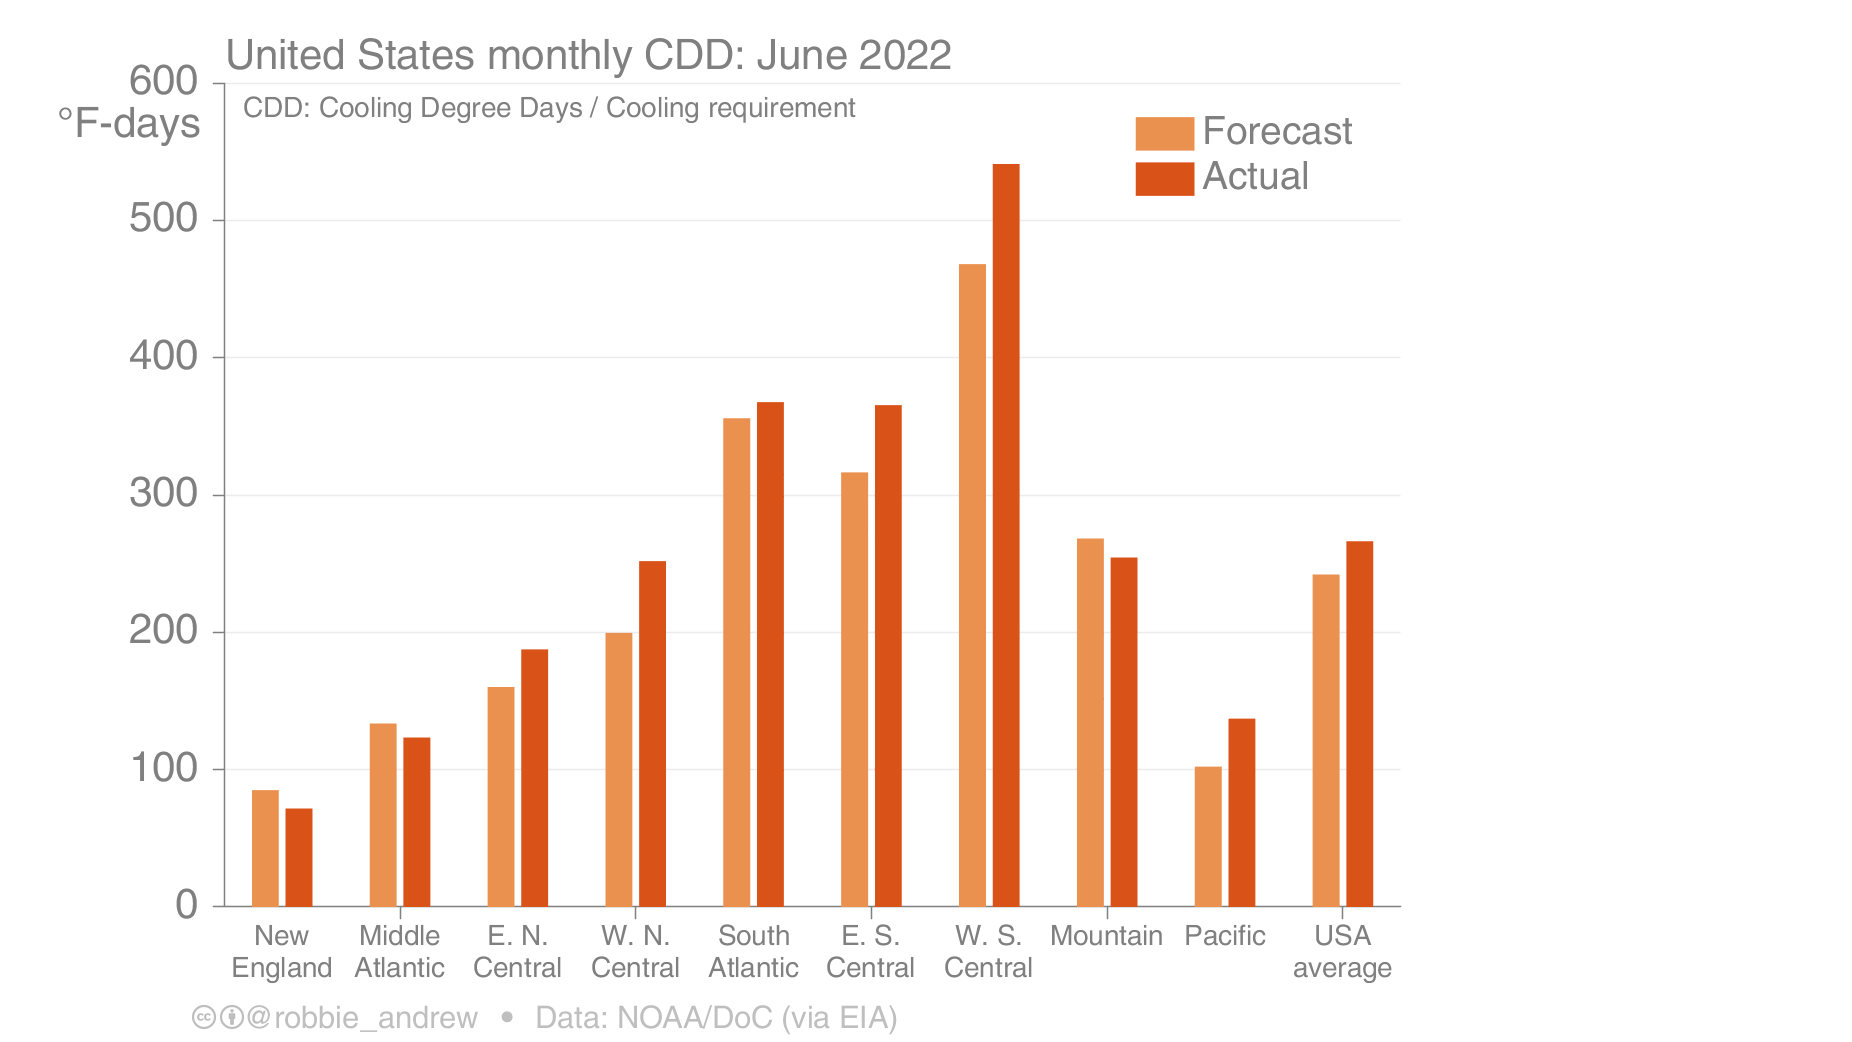 United States monthly CDD: June 2022
600
°F-days
CDD: Cooling Degree Days / Cooling requirement
Forecast
Actual
500
400
300
200
100
0
New England
Middle Atlantic
E. N. Central
W. N. Central
South Atlantic
E. S. Central
W. S. Central
Mountain
Pacific
USA average
cc @robbie_andrew • Data: NOAA/DoC (via EIA)